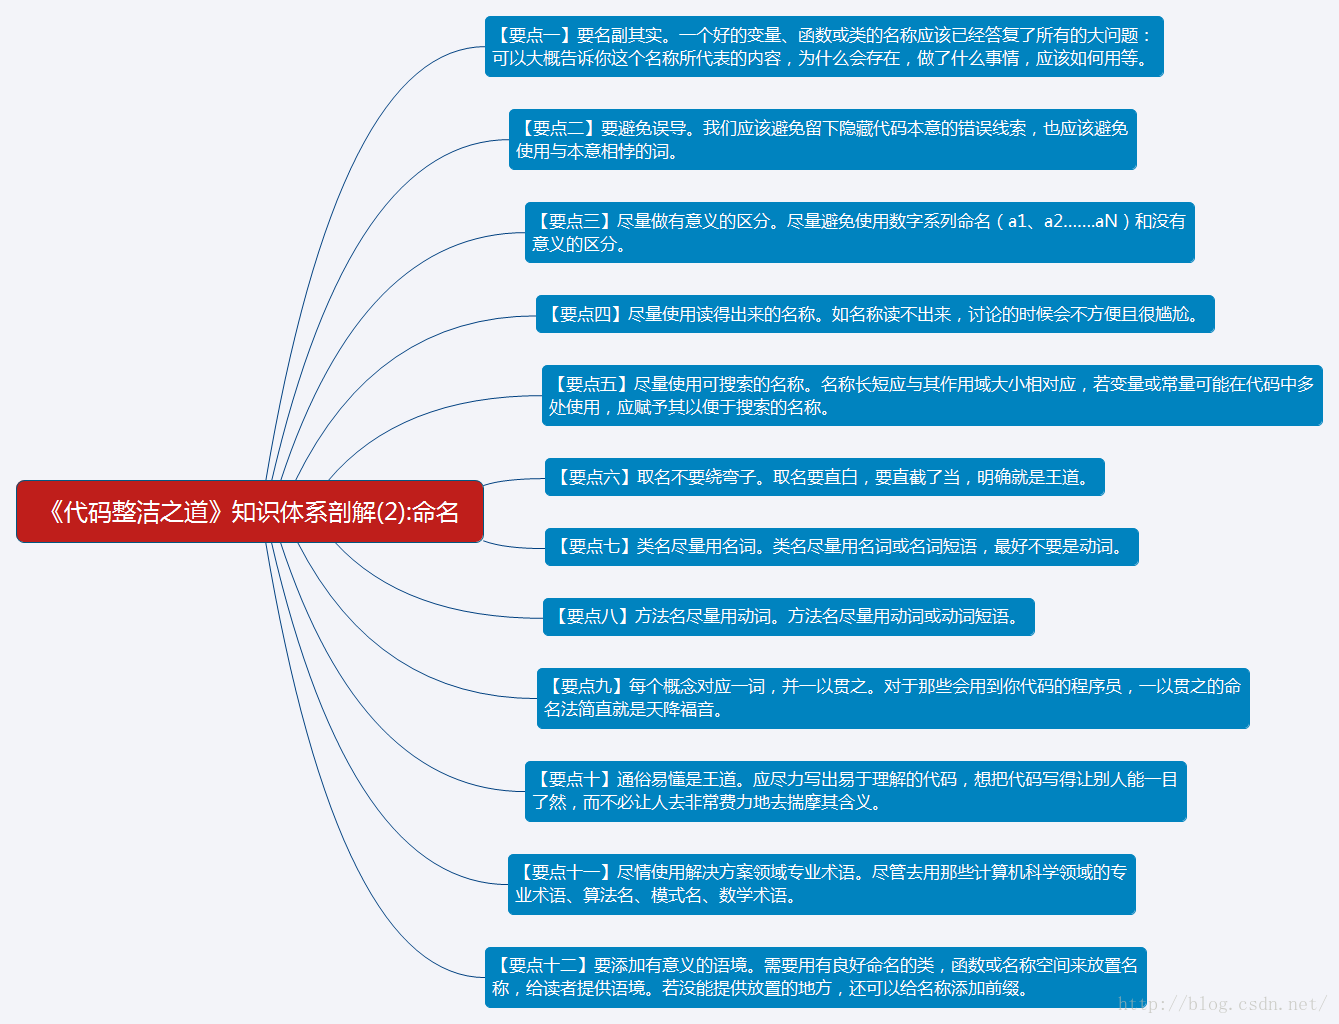 【要点一】要名副其实。一个好的变量、函数或类的名称应该已经答复了所有的大问题：
可以大概告诉你这个名称所代表的内容，为什么会存在，做了什么事情，应该如何用等。
【要点二】要避免误导。我们应该避免留下隐藏代码本意的错误线索，也应该避免
使用与本意相悖的词。
【要点三】尽量做有意义的区分。尽量避免使用数字系列命名（a1、a2.......aN）和没有
意义的区分。
【要点四】尽量使用读得出来的名称。如名称读不出来，讨论的时候会不方便且很尴尬。
【要点五】尽量使用可搜索的名称。名称长短应与其作用域大小相对应，若变量或常量可能在代码中多
处使用，应赋予其以便于搜索的名称。
【要点六】取名不要绕弯子。取名要直白，要直截了当，明确就是王道。
《代码整洁之道》知识体系剖解(2):命名
【要点七】类名尽量用名词。类名尽量用名词或名词短语，最好不要是动词。
【要点八】方法名尽量用动词。方法名尽量用动词或动词短语。
【要点九】每个概念对应一词，并一以贯之。对于那些会用到你代码的程序员，一以贯之的命
名法简直就是天降福音。
【要点十】通俗易懂是王道。应尽力写出易于理解的代码，想把代码写得让别人能一目
了然，而不必让人去非常费力地去揣摩其含义。
【要点十一】尽情使用解决方案领域专业术语。尽管去用那些计算机科学领域的专
业术语、算法名、模式名、数学术语。
【要点十二】要添加有意义的语境。需要用有良好命名的类，函数或名称空间来放置名
称，给读者提供语境。若没能提供放置的地方，还可以给名称添加前缀。
http://blog.csdn.net/